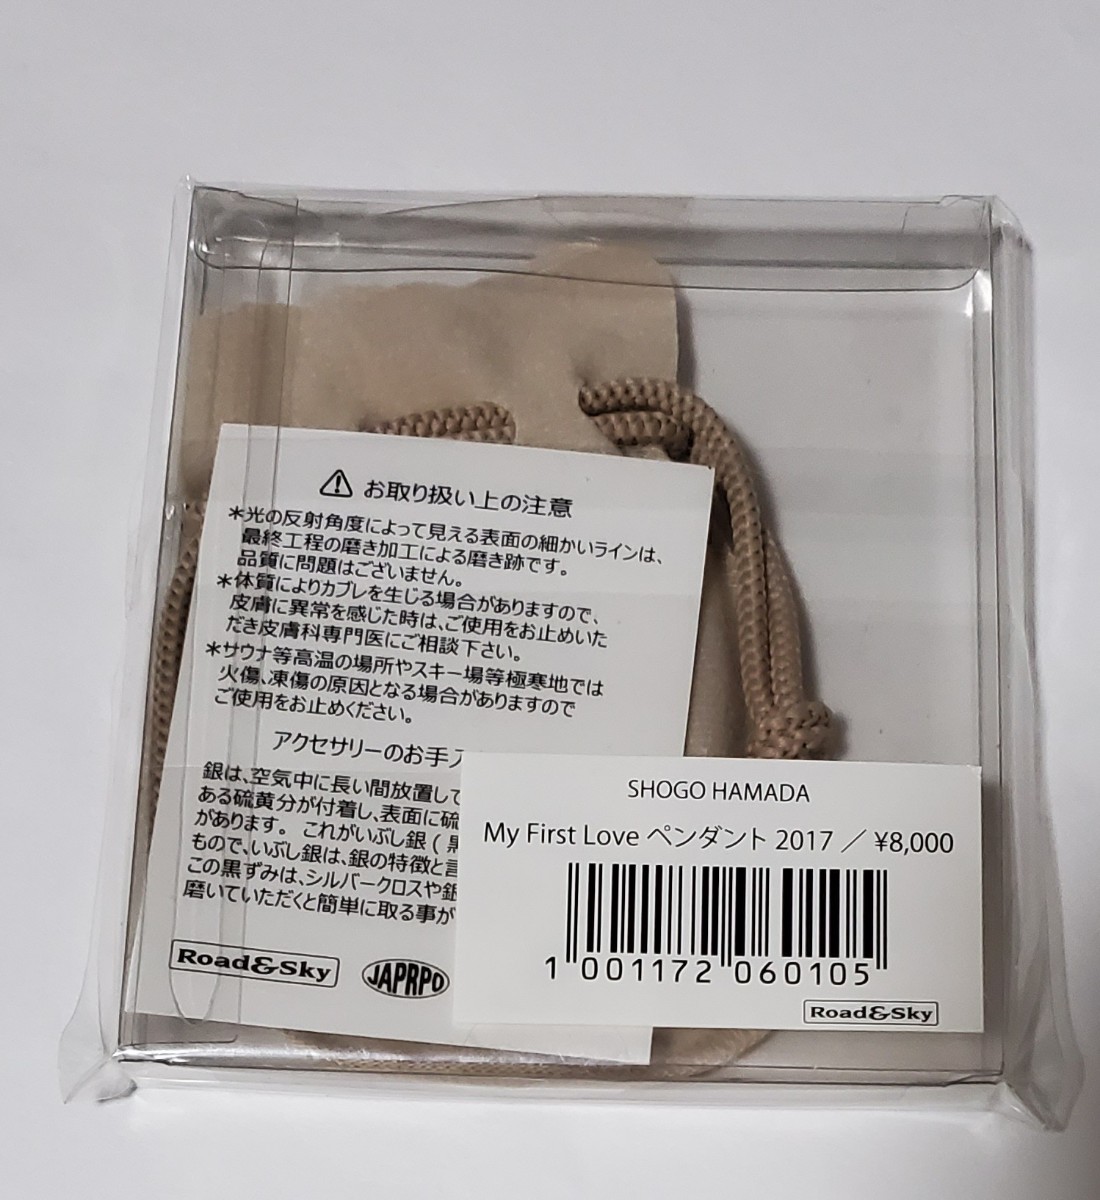 ⚠ お取り扱い上の注意
*光の反射角度によって見える表面の細かいラインは、
最終工程の磨き加工による磨き跡です。
品質に問題はございません。
*体質によりカブレを生じる場合がありますので、
皮膚に異常を感じた時は、ご使用をお止めいた
だき皮膚科専門医にご相談下さい。
*サウナ等高温の場所やスキー場等極寒地では
火傷、凍傷の原因となる場合がありますので
ご使用をお止めください。
アクセサリーのお手
銀は、空気中に長い間放置して
ある硫黄分が付着し、表面に硫
があります。 これがいぶし銀(
もので、いぶし銀は、銀の特徴と言
この黒ずみは、シルバークロスや銀
磨いていただくと簡単に取る事が
Road&Sky
JAPRPO
SHOGO HAMADA
My First Love ペンダント 2017 / ¥8,000
1 001172 060105
Road&Sky